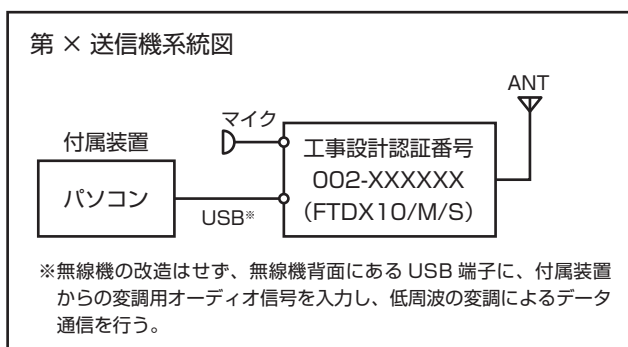 第 × 送信機系統図
ANT
マイク
付属装置
工事設計認証番号
002-XXXXXX
(FTDX10/M/S)
パソコン
USB※
※無線機の改造はせず、無線機背面にある USB 端子に、付属装置
からの変調用オーディオ信号を入力し、低周波の変調によるデータ
通信を行う。